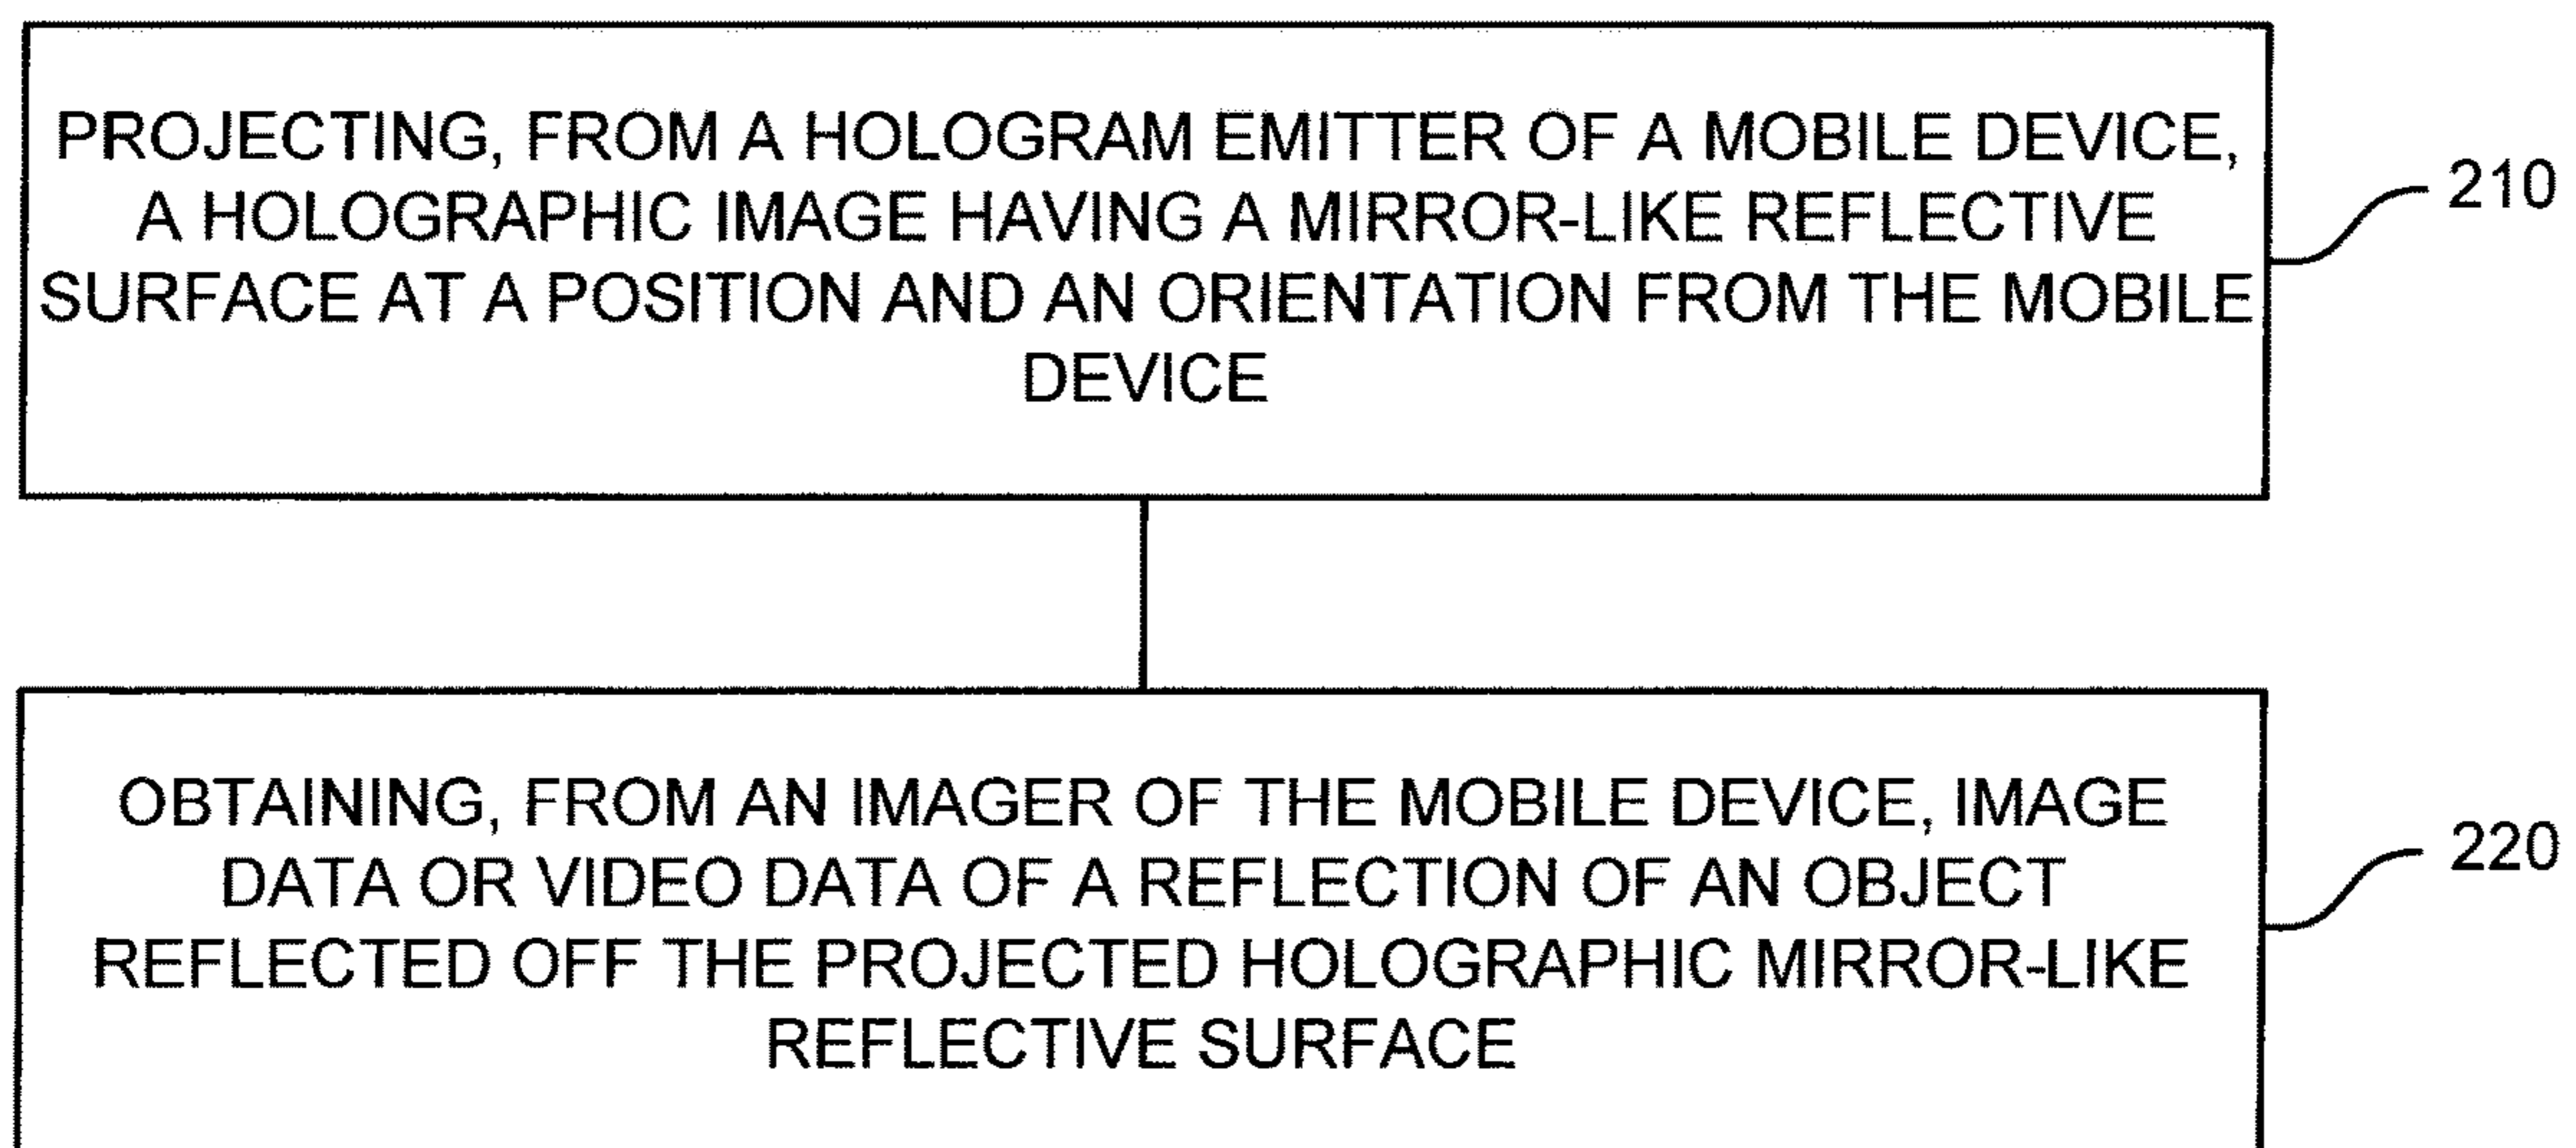 PROJECTING, FROM A HOLOGRAM EMITTER OF A MOBILE DEVICE,
A HOLOGRAPHIC IMAGE HAVING A MIRROR-LIKE REFLECTIVE
SURFACE AT A POSITION AND AN ORIENTATION FROM THE MOBILE
DEVICE
210
OBTAINING, FROM AN IMAGER OF THE MOBILE DEVICE, IMAGE
DATA OR VIDEO DATA OF A REFLECTION OF AN OBJECT
REFLECTED OFF THE PROJECTED HOLOGRAPHIC MIRROR-LIKE
REFLECTIVE SURFACE
220